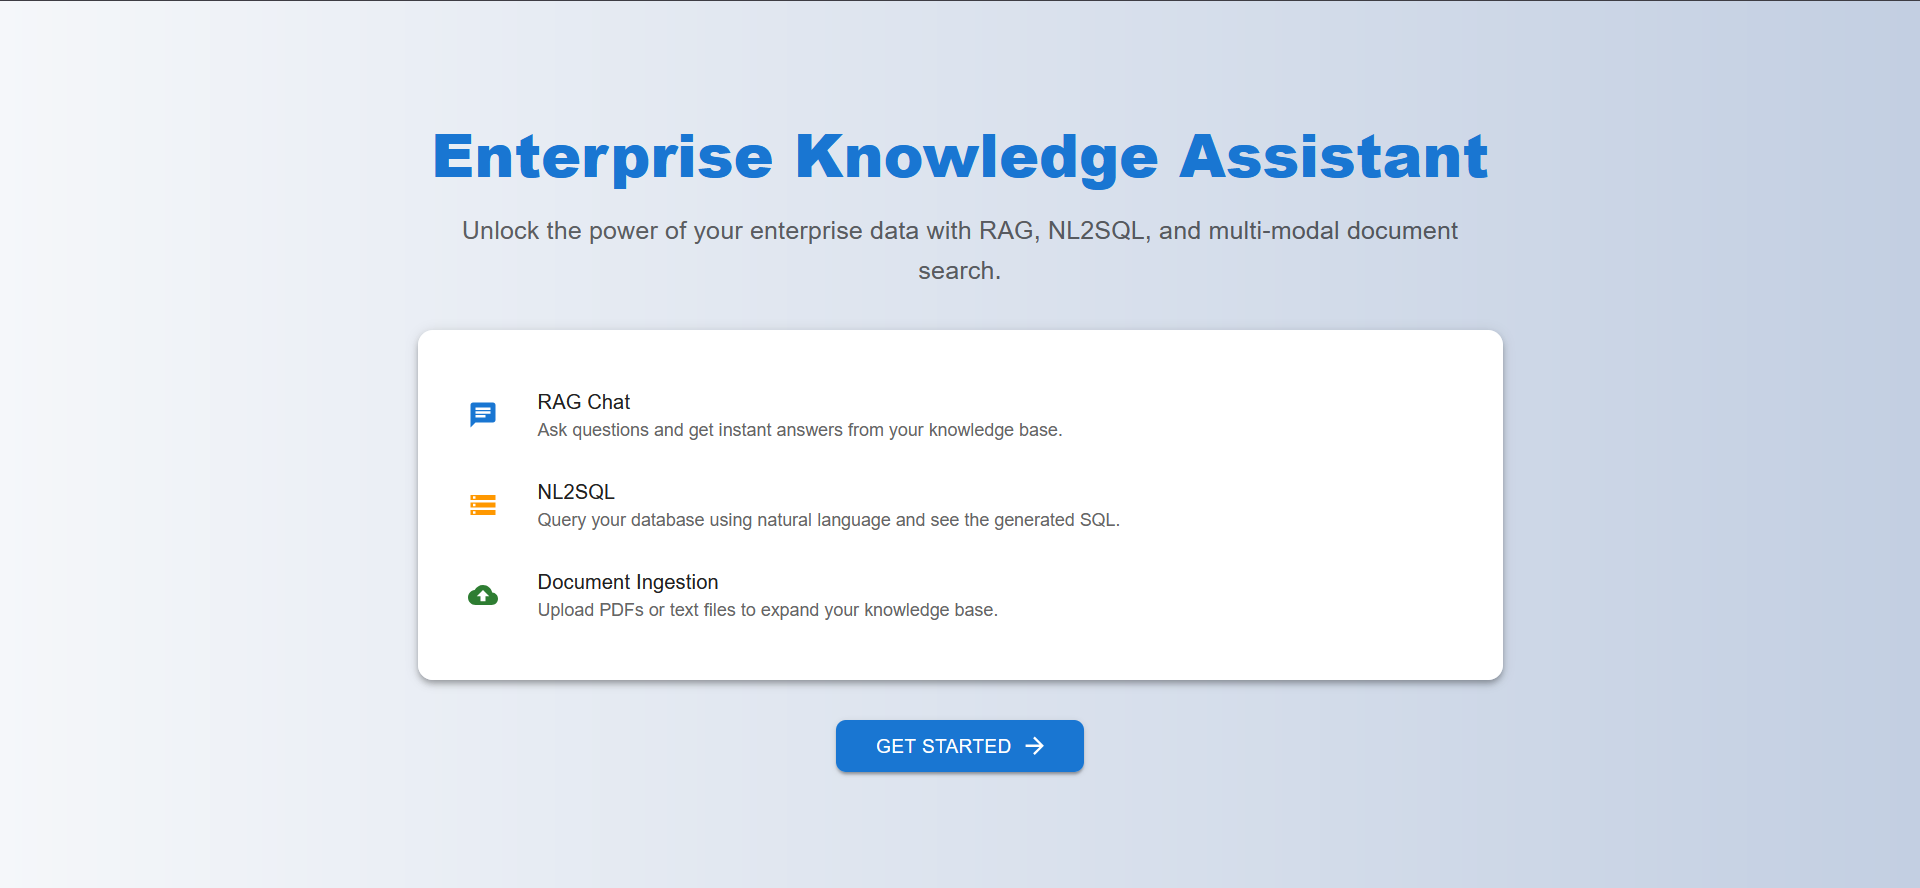 Enterprise Knowledge Assistant
Unlock the power of your enterprise data with RAG, NL2SQL, and multi-modal document
search.
RAG Chat
Ask questions and get instant answers from your knowledge base.
NL2SQL
Query your database using natural language and see the generated SQL.
Document Ingestion
Upload PDFs or text files to expand your knowledge base.
GET STARTED